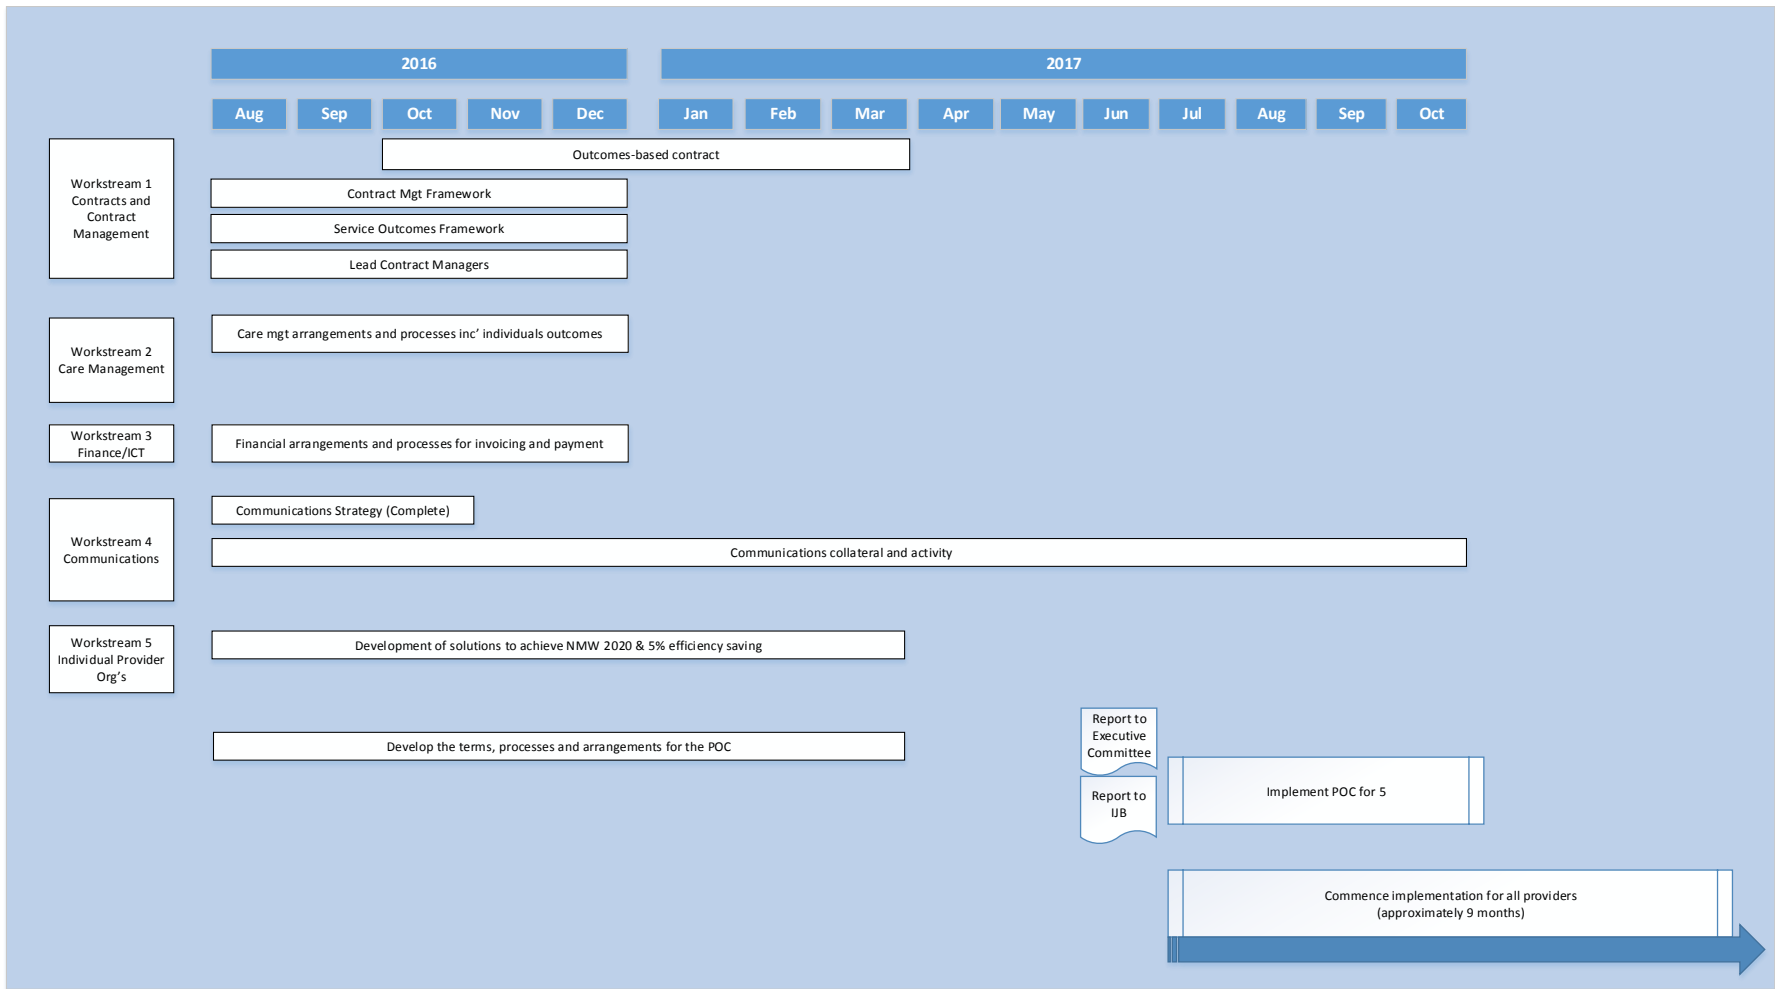 2016
2017
Aug
Sep
Oct
Nov
Dec
Jan
Feb
Mar
Apr
May
Jun
Jul
Aug
Sep
Oct
Workstream 1
Contracts and
Contract
Management
Outcomes-based contract
Contract Mgt Framework
Service Outcomes Framework
Lead Contract Managers
Workstream 2
Care Management
Care mgt arrangements and processes inc’ individuals outcomes
Workstream 3
Finance/ICT
Financial arrangements and processes for invoicing and payment
Workstream 4
Communications
Communications Strategy (Complete)
Communications collateral and activity
Workstream 5
Individual Provider
Org’s
Development of solutions to achieve NMW 2020 & 5% efficiency saving
Develop the terms, processes and arrangements for the POC
Report to
Executive
Committee
Report to
IJB
Implement POC for 5
Commence implementation for all providers
(approximately 9 months)